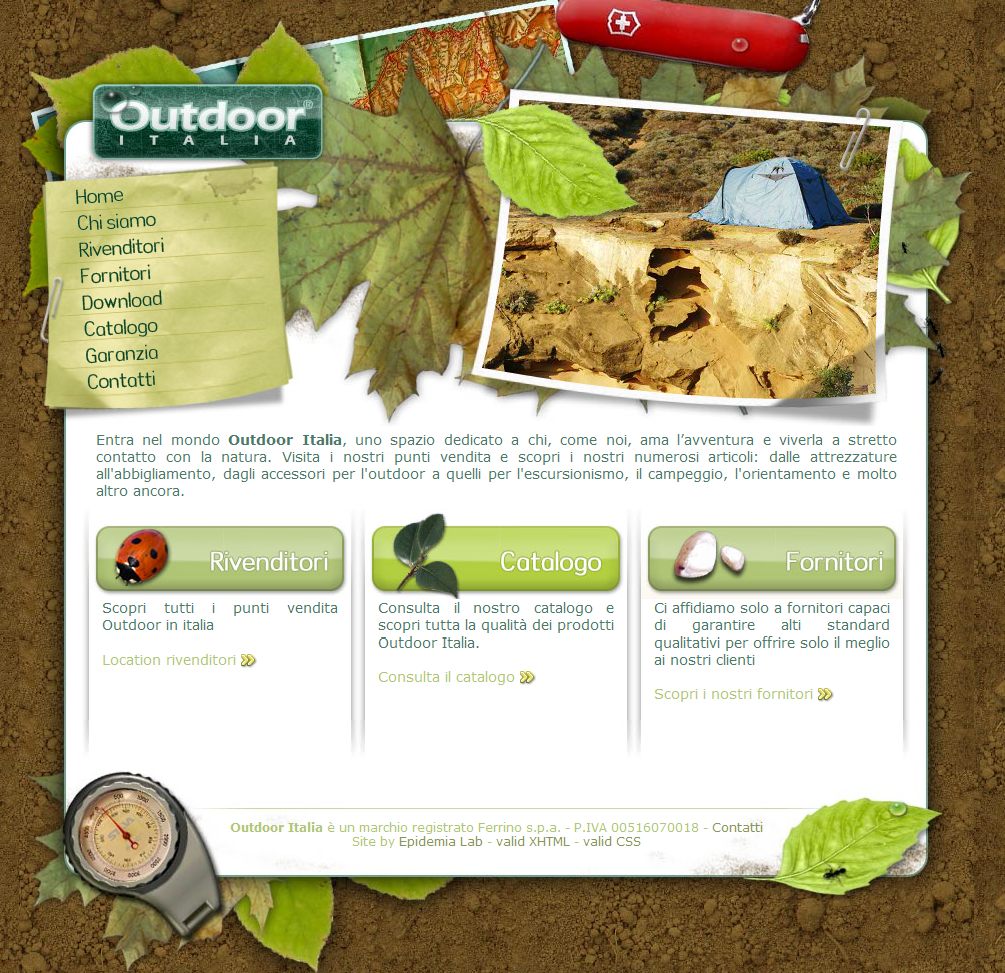 Outdoor®
ITALIA
Home
Chi siamo
Rivenditori
Fornitori
Download
Catalogo
Garanzia
Contatti
Entra nel mondo Outdoor Italia, uno spazio dedicato a chi, come noi, ama l’avventura e viverla a stretto
contatto con la natura. Visita i nostri punti vendita e scopri i nostri numerosi articoli: dalle attrezzature
all'abbigliamento, dagli accessori per l'outdoor a quelli per l'escursionismo, il campeggio, l'orientamento e molto
altro ancora.
Rivenditori
Scopri tutti i punti vendita
Outdoor in italia
Location rivenditori
Catalogo
Consulta il nostro catalogo e
scopri tutta la qualità dei prodotti
Outdoor Italia.
Consulta il catalogo
Fornitori
Ci affidiamo solo a fornitori capaci
di garantire alti standard
qualitativi per offrire solo il meglio
ai nostri clienti
Scopri i nostri fornitori
Outdoor Italia è un marchio registrato Ferrino s.p.a. - P.IVA 00516070018 - Contatti
Site by Epidemia Lab - valid XHTML - valid CSS